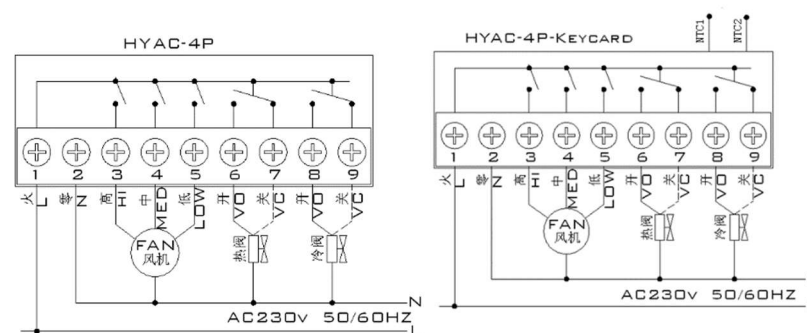 HYAC-4P
1 2 3 4 5 6 7 8 9
火 零 高 中 低 开 关 开 关
L N HI MED LOW VO VC VO VC
FAN
风机
热阀
冷阀
N
AC230V 50/60HZ
L
HYAC-4P-KEYCARD
NTC1
NTC2
1 2 3 4 5 6 7 8 9
火 零 高 中 低 开 关 开 关
L N HI MED LOW VO VC VO VC
FAN
风机
热阀
冷阀
AC230V 50/60HZ